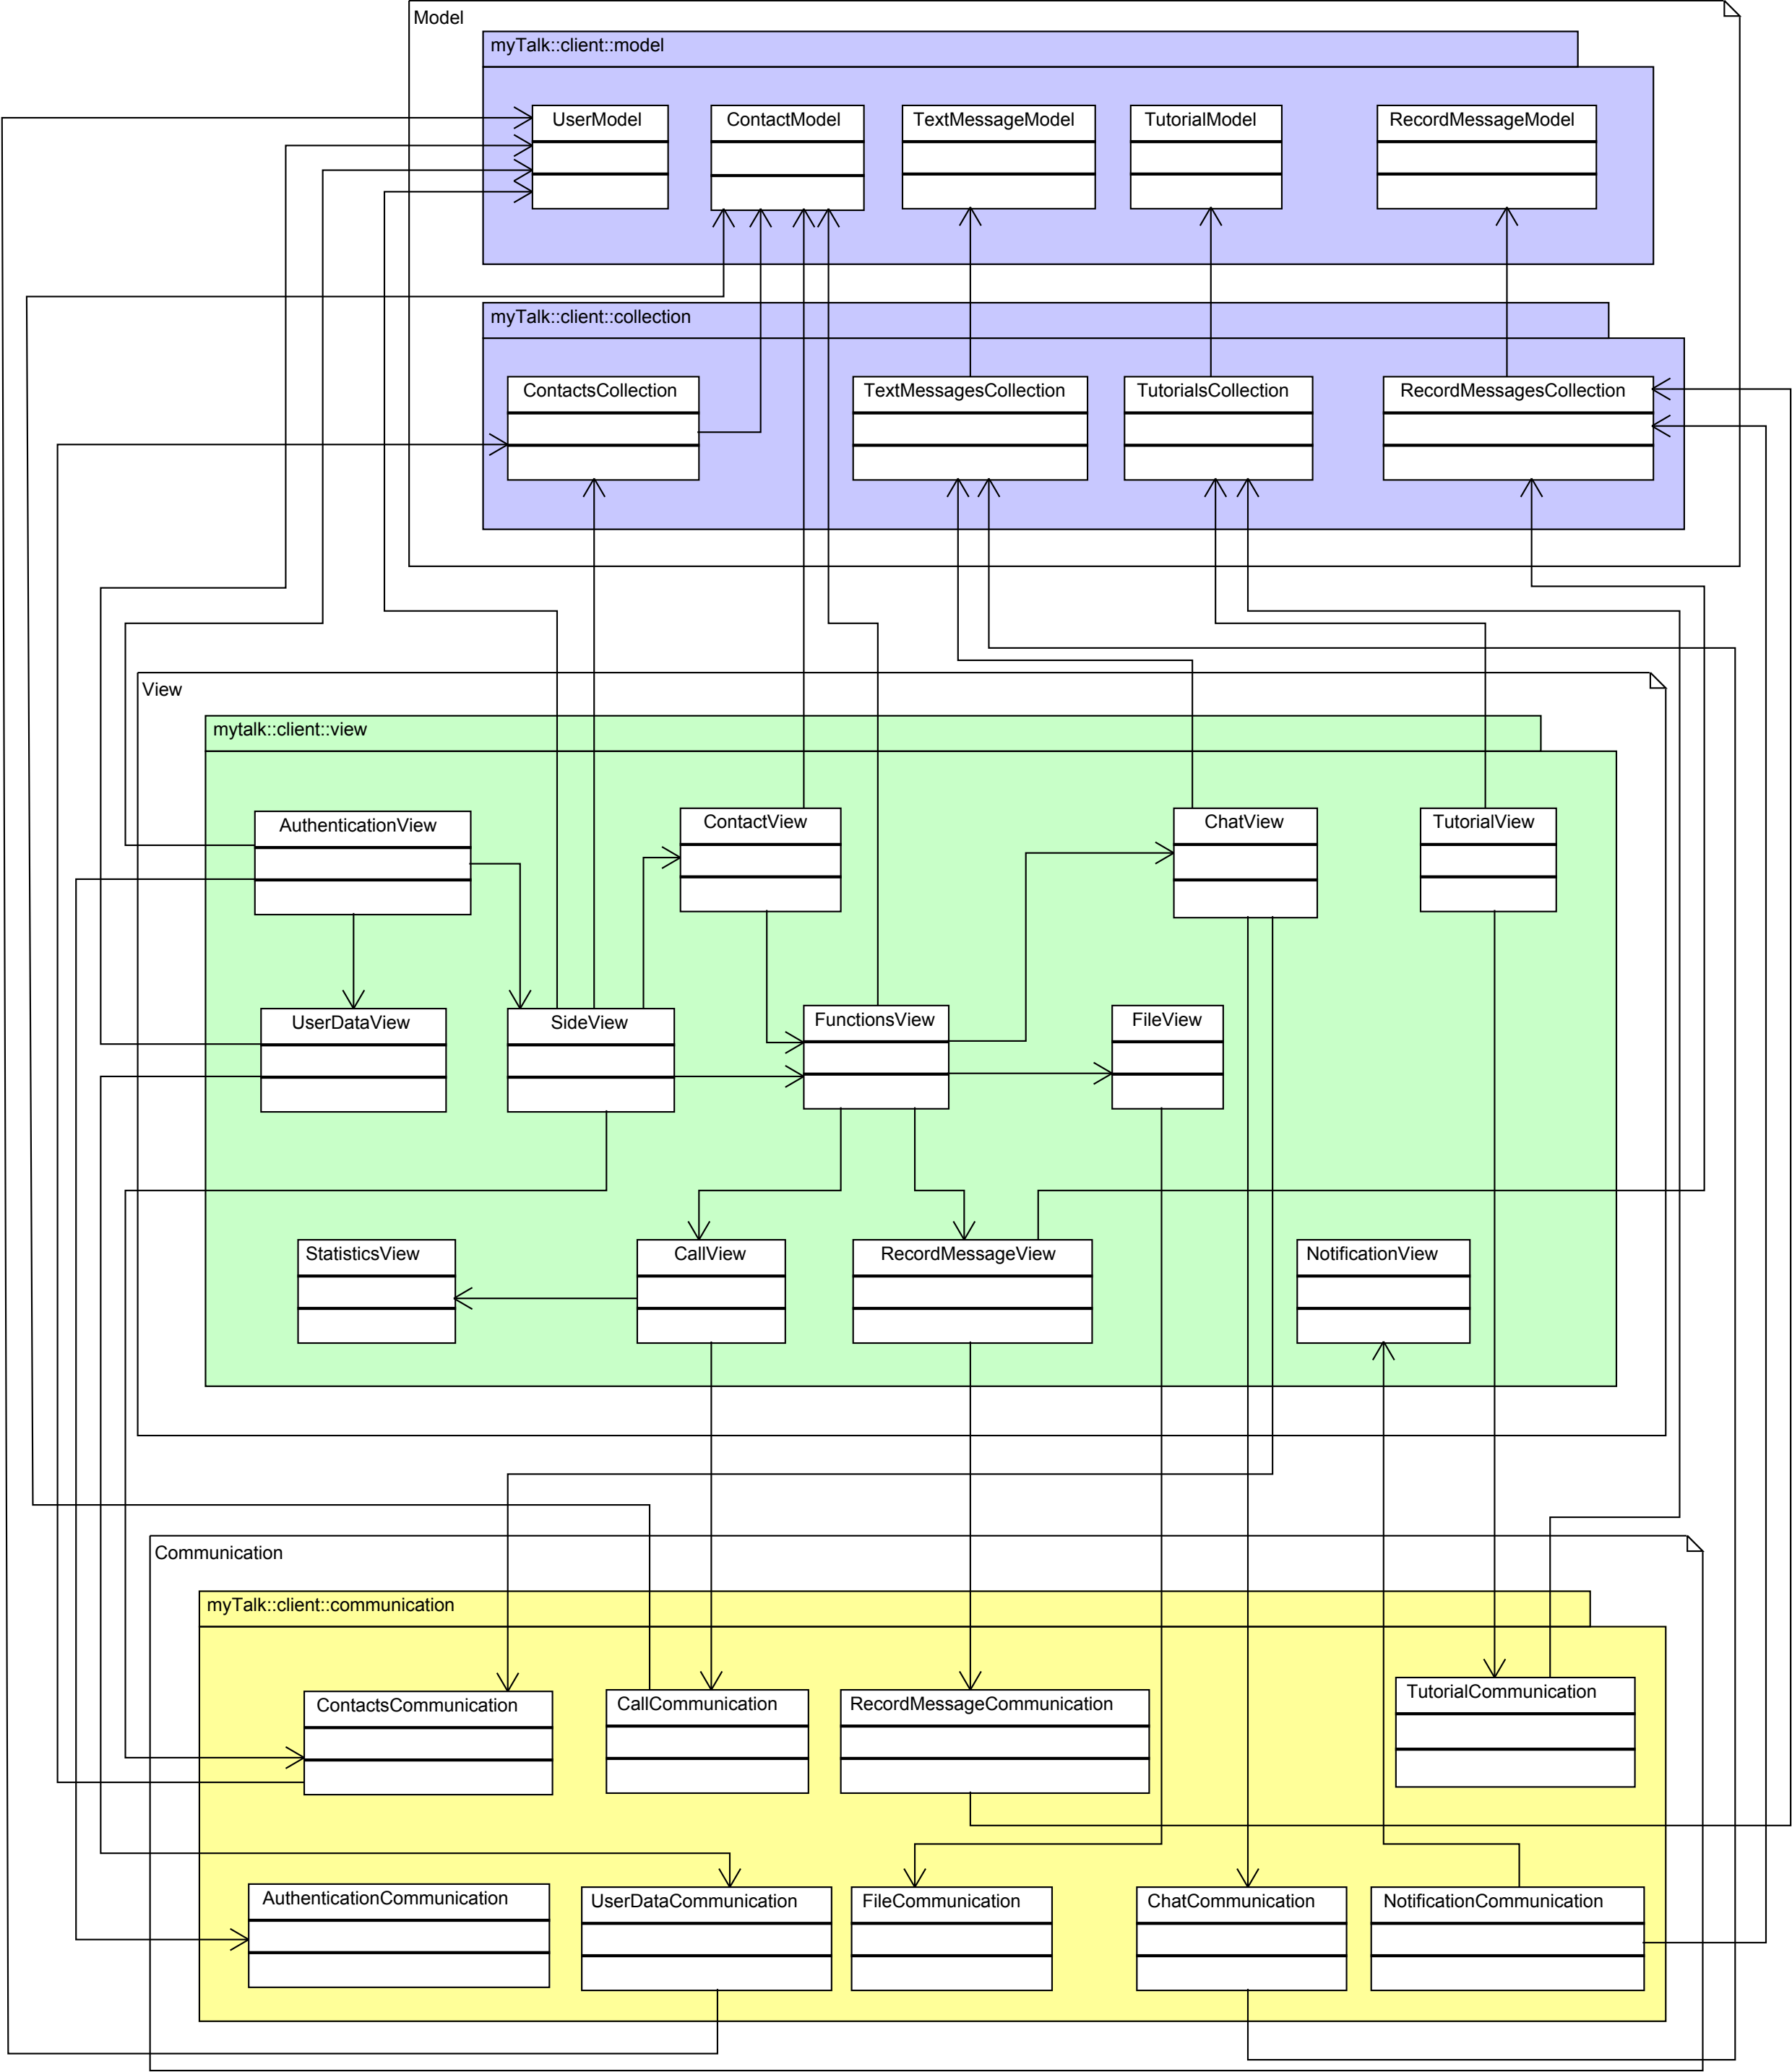 Model
myTalk::client::model
UserModel
ContactModel
TextMessageModel
TutorialModel
RecordMessageModel
myTalk::client::collection
ContactsCollection
TextMessagesCollection
TutorialsCollection
RecordMessagesCollection
View
mytalk::client::view
AuthenticationView
ContactView
ChatView
TutorialView
UserDataView
SideView
FunctionsView
FileView
StatisticsView
CallView
RecordMessageView
NotificationView
Communication
myTalk::client::communication
ContactsCommunication
CallCommunication
RecordMessageCommunication
TutorialCommunication
AuthenticationCommunication
UserDataCommunication
FileCommunication
ChatCommunication
NotificationCommunication